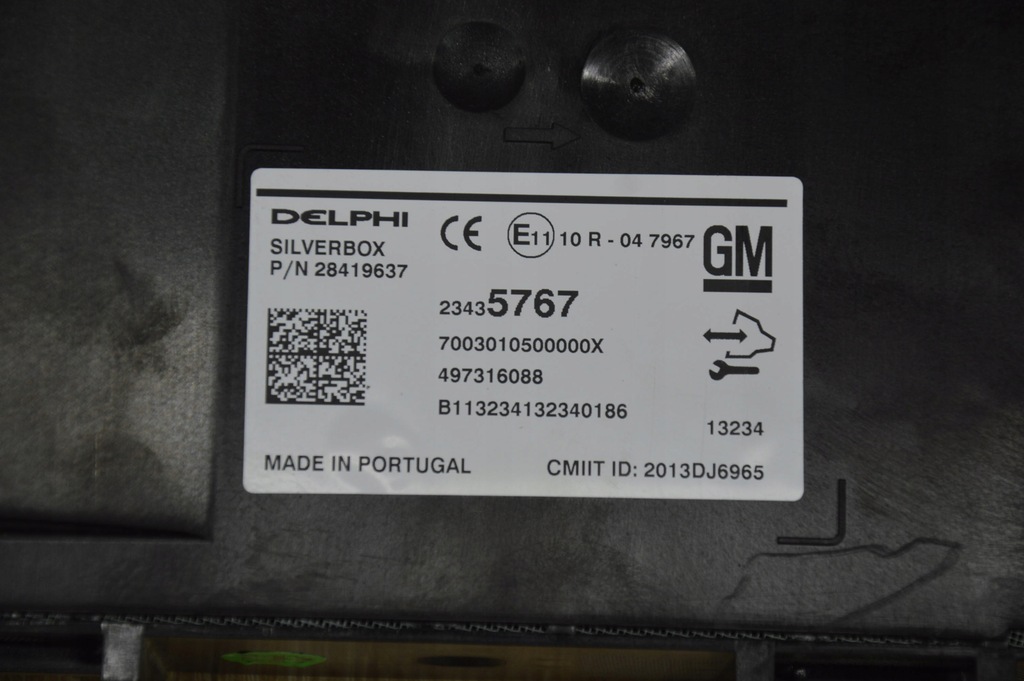 DELPHI
SILVERBOX
P/N 28419637
CE E11 10 R - 04 7967
GM
23435767
7003010500000X
497316088
B113234132340186
13234
MADE IN PORTUGAL
CMIIT ID: 2013DJ6965